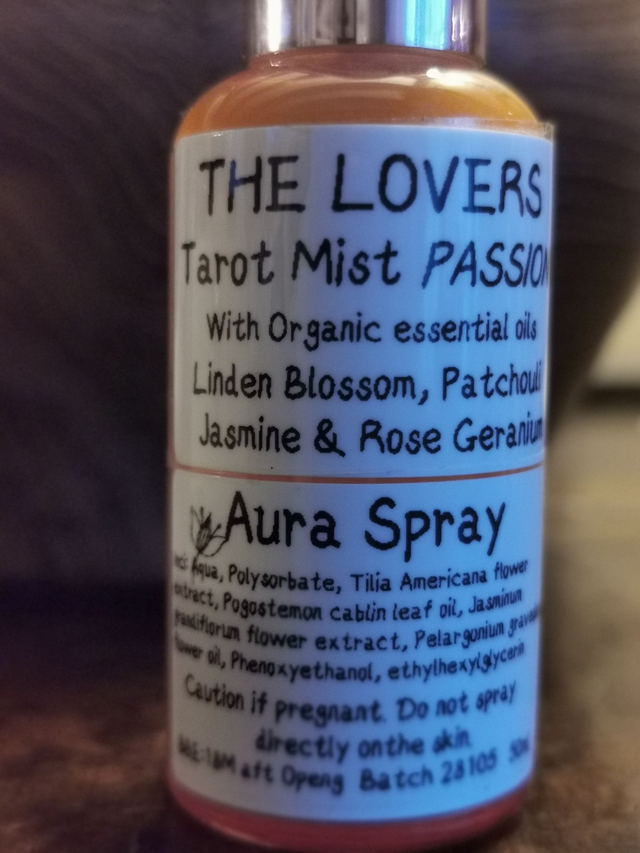 THE LOVERS
Tarot Mist PASSION
With Organic essential oils
Linden Blossom, Patchouli
Jasmine & Rose Geranium
Aura Spray
Aqua, Polysorbate, Tilia Americana flower
extract, Pogostemon cablin leaf oil, Jasminum
grandiflorum flower extract, Pelargonium
flower oil, Phenoxyethanol, ethylhexylglycerin
Caution if pregnant. Do not spray
directly onthe skin
18M aft Openg Batch 28105 50ml